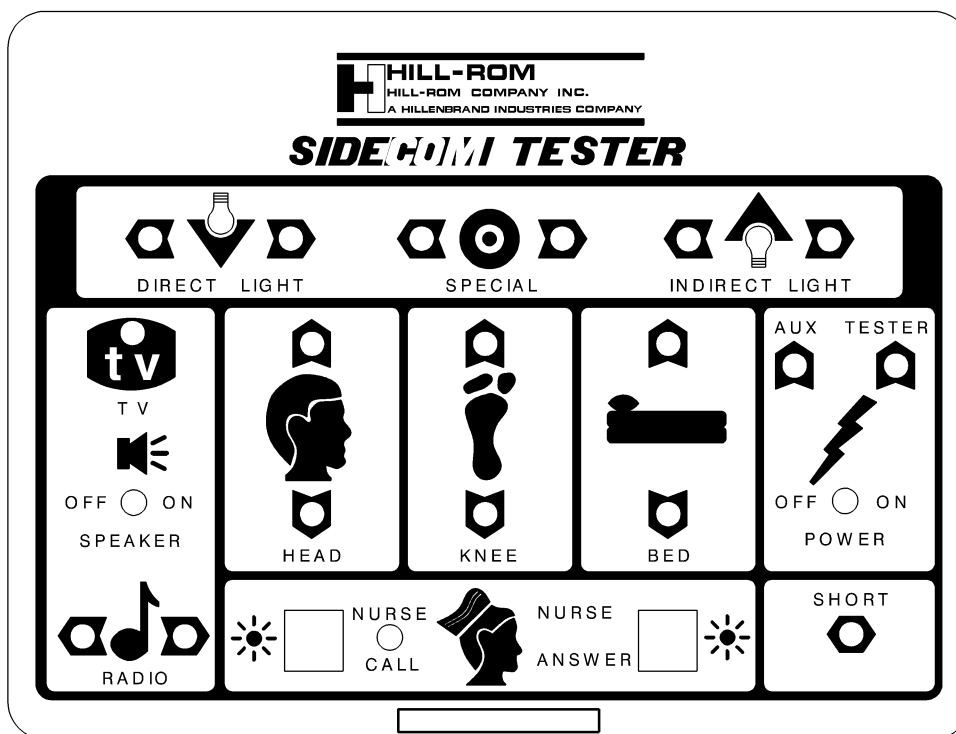 HILL-ROM
HILL-ROM COMPANY INC.
A HILLENBRAND INDUSTRIES COMPANY
SIDECOM TESTER
DIRECT LIGHT
SPECIAL
INDIRECT LIGHT
tv
TV
OFF ON
SPEAKER
RADIO
HEAD
KNEE
BED
AUX TESTER
OFF ON
POWER
NURSE
CALL
NURSE
ANSWER
SHORT